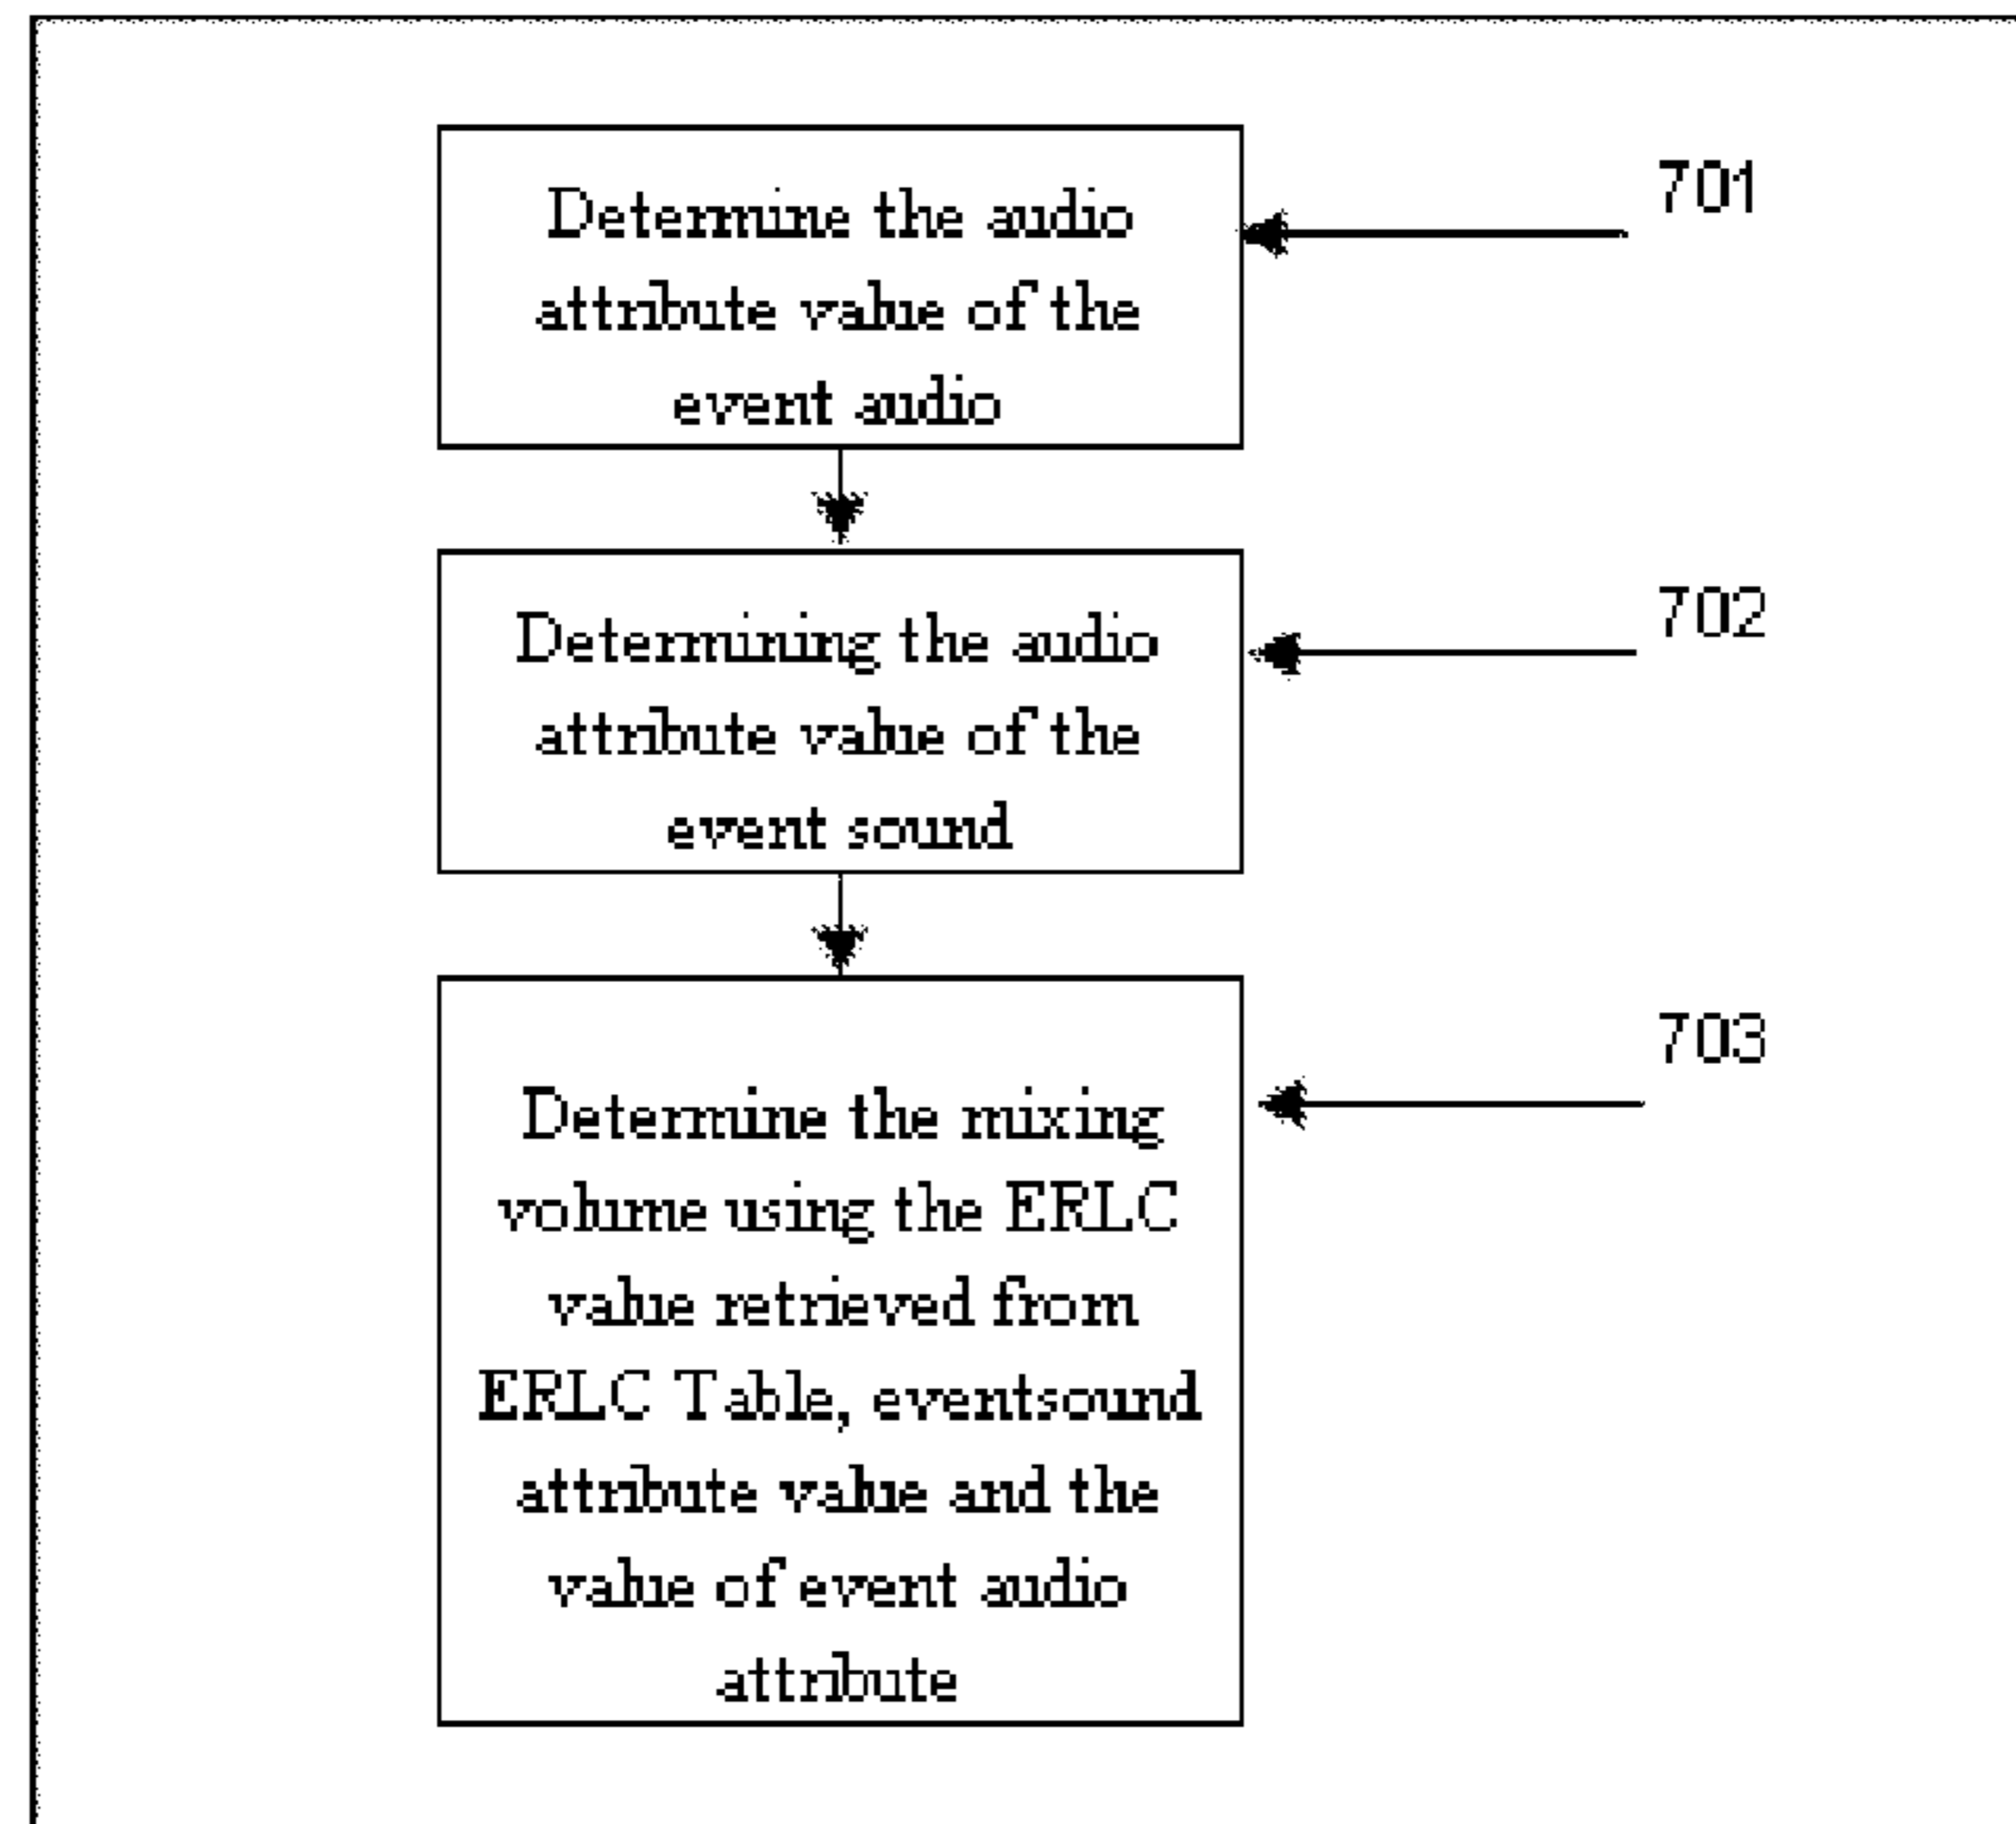 Determine the audio
attribute value of the
event audio
701
Determining the audio
attribute value of the
event sound
702
Determine the mixing
volume using the ERLC
value retrieved from
ERLC Table, eventsound
attribute value and the
value of event audio
attribute
703